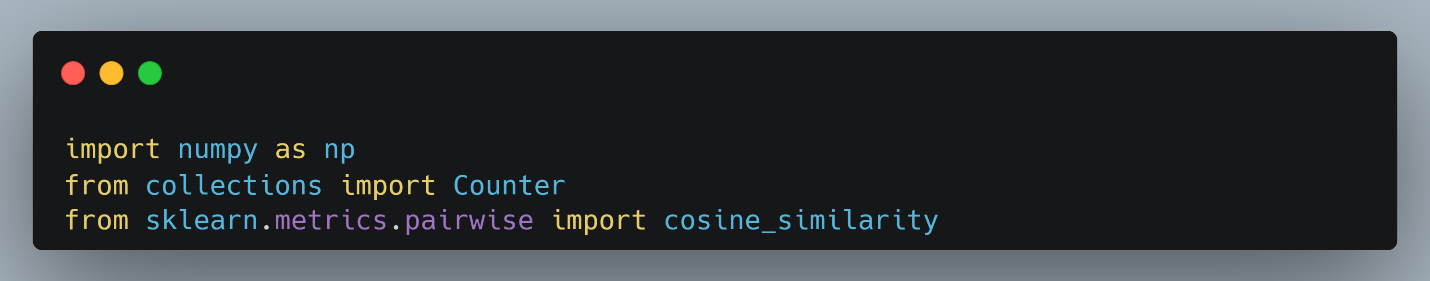 import numpy as np
from collections import Counter
from sklearn.metrics.pairwise import cosine_similarity